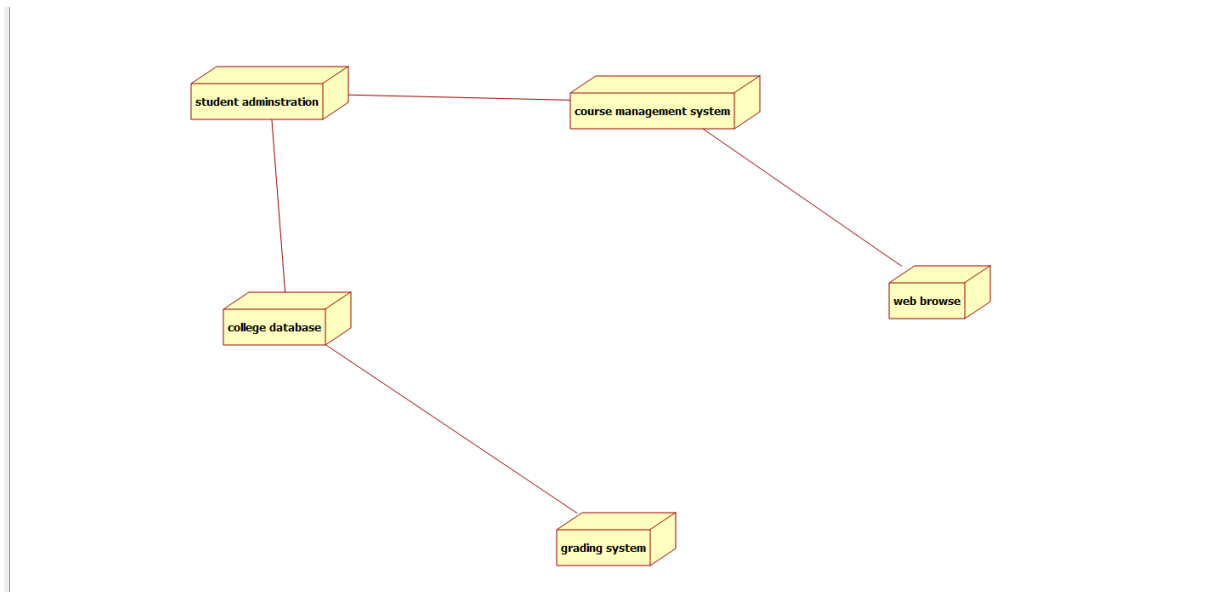 student adminstration
course management system
web browse
college database
grading system